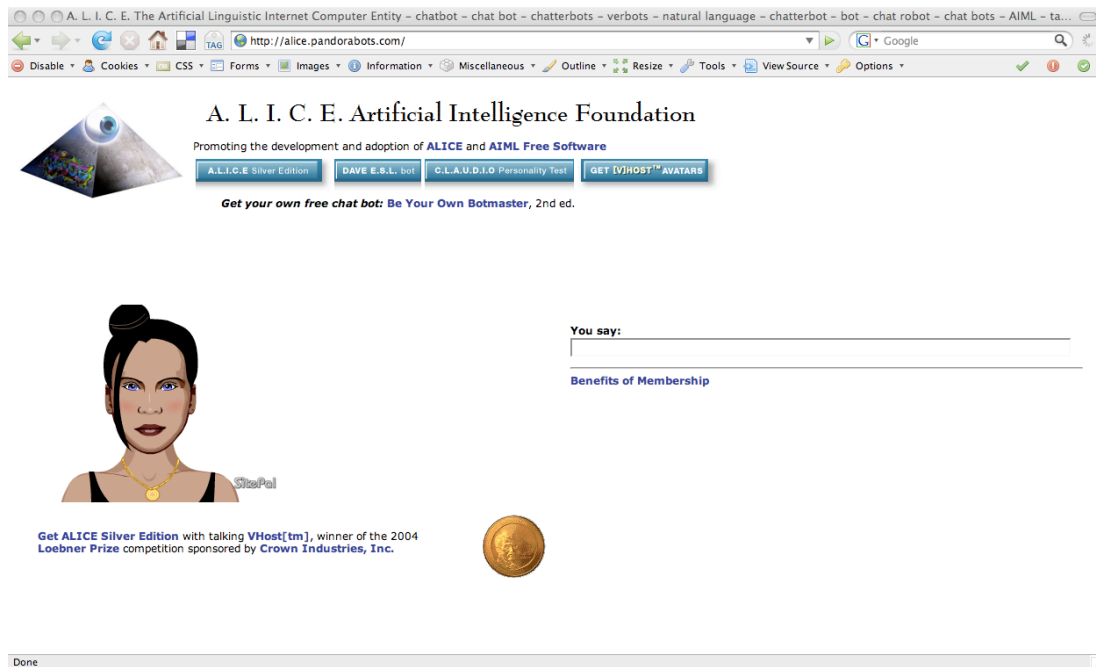 A. L. I. C. E. The Artificial Linguistic Internet Computer Entity – chatbot – chat bot – chatterbots – verbots – natural language – chatterbot – bot – chat robot – chat bots – AIML – ta...
TAG http://alice.pandorabots.com/ G Google
Disable Cookies CSS Forms Images Information Miscellaneous Outline Resize Tools View Source Options
A. L. I. C. E. Artificial Intelligence Foundation
Promoting the development and adoption of ALICE and AIML Free Software
A.L.I.C.E Silver Edition DAVE E.S.L. bot C.L.A.U.D.I.O Personality Test GET [V]HOST™ AVATARS
Get your own free chat bot: Be Your Own Botmaster, 2nd ed.
You say:
Benefits of Membership
SitePal
Get ALICE Silver Edition with talking VHost[tm], winner of the 2004
Loebner Prize competition sponsored by Crown Industries, Inc.
Done